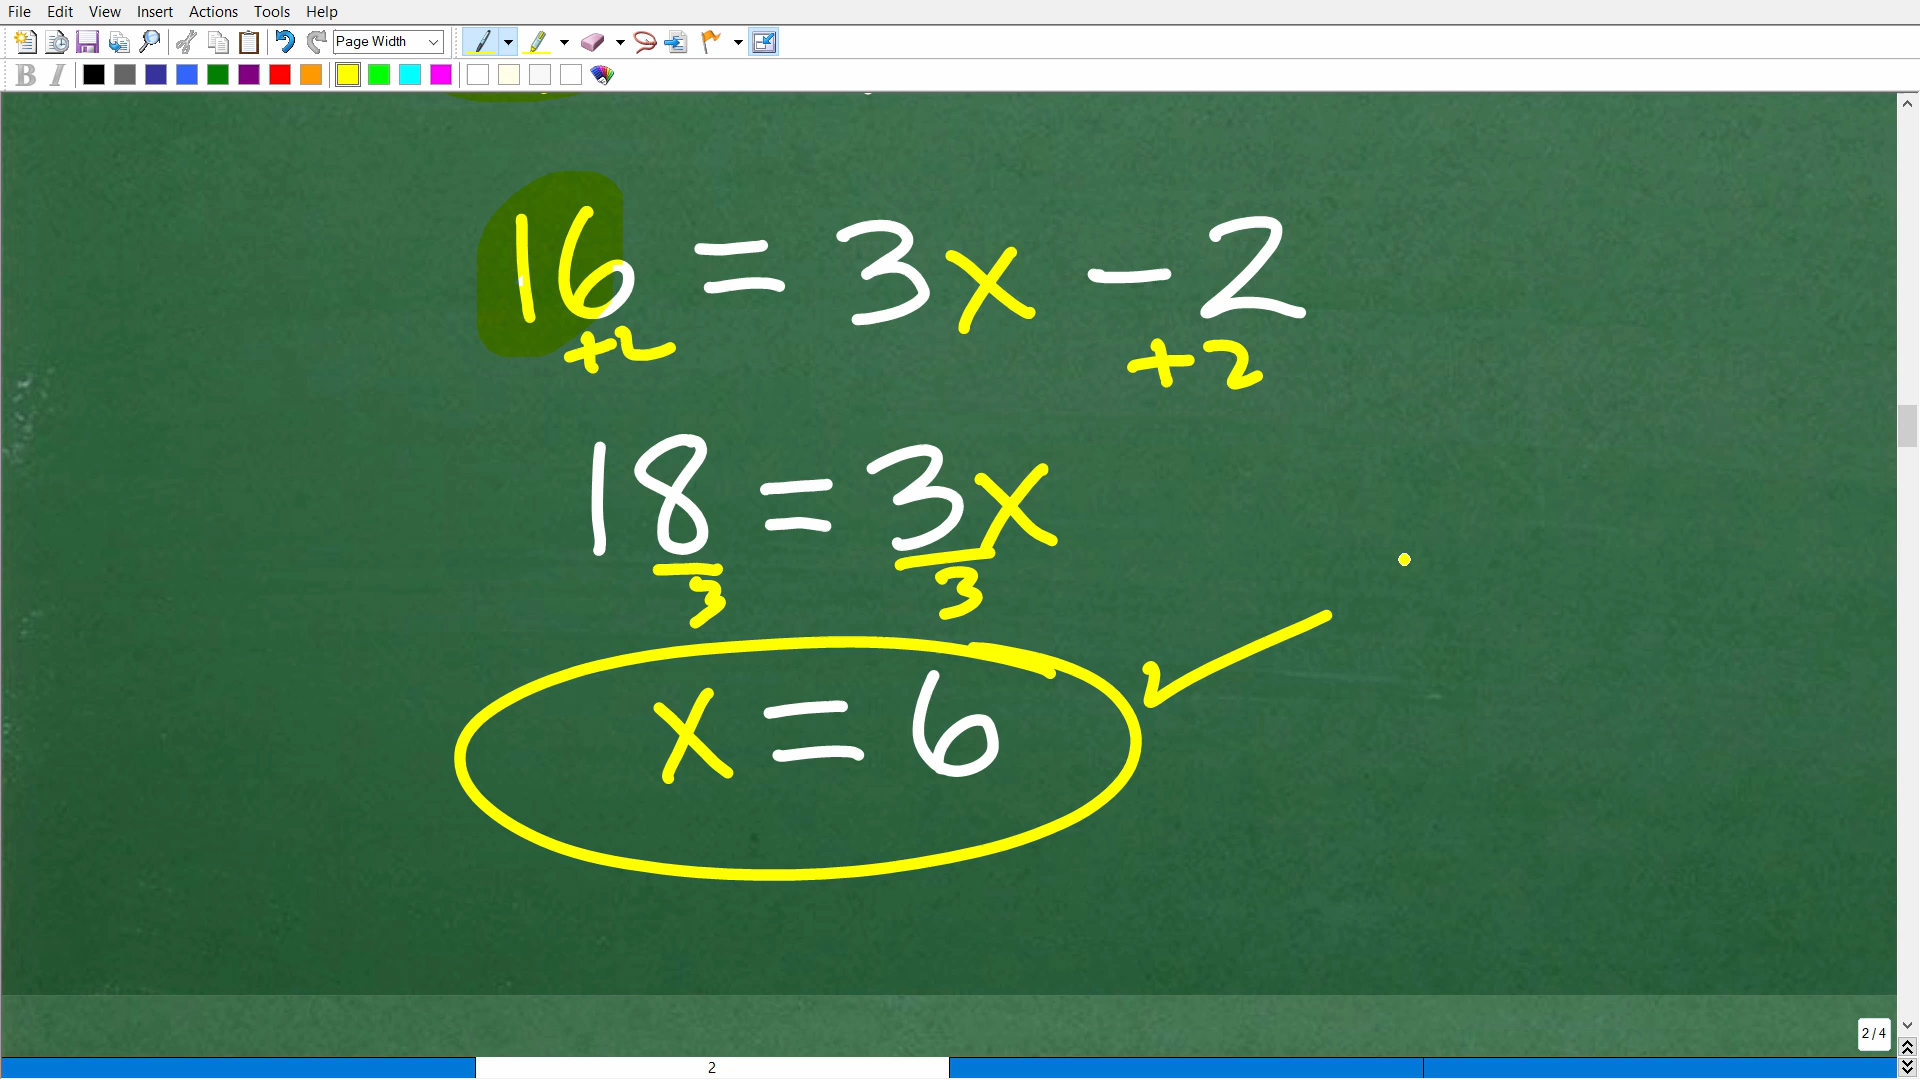 File Edit View Insert Actions Tools Help
Page Width
B I
16 = 3x - 2
+2 +2
18 = 3x
3 3
x = 6
2 / 4
2